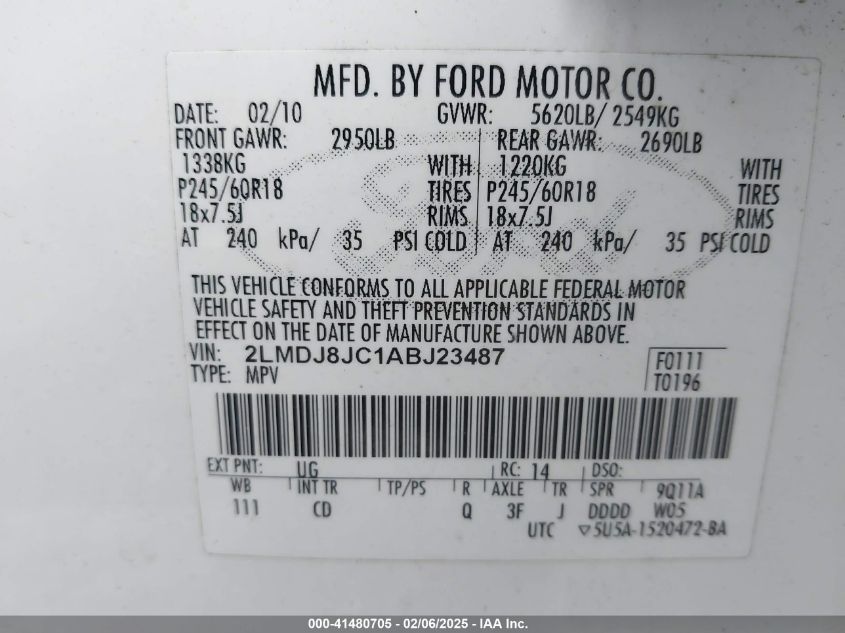 MFD. BY FORD MOTOR CO.
DATE: 02/10 GVWR: 5620LB/ 2549KG
FRONT GAWR: 2950LB REAR GAWR: 2690LB
1338KG WITH 1220KG WITH
P245/60R18 TIRES P245/60R18 TIRES
18x7.5J RIMS 18x7.5J RIMS
AT 240 kPa/ 35 PSI COLD AT 240 kPa/ 35 PSI COLD
Ford
THIS VEHICLE CONFORMS TO ALL APPLICABLE FEDERAL MOTOR
VEHICLE SAFETY AND THEFT PREVENTION STANDARDS IN
EFFECT ON THE DATE OF MANUFACTURE SHOWN ABOVE.
VIN: 2LMDJ8JC1ABJ23487 F0111
TYPE: MPV T0196
EXT PNT: UG RC: 14 DSO:
WB INT TR TP/PS R AXLE TR SPR 9Q11A
111 CD Q 3F J DDDD W05
UTC ▽5U5A-1520472-BA
000-41480705 - 02/06/2025 - IAA Inc.